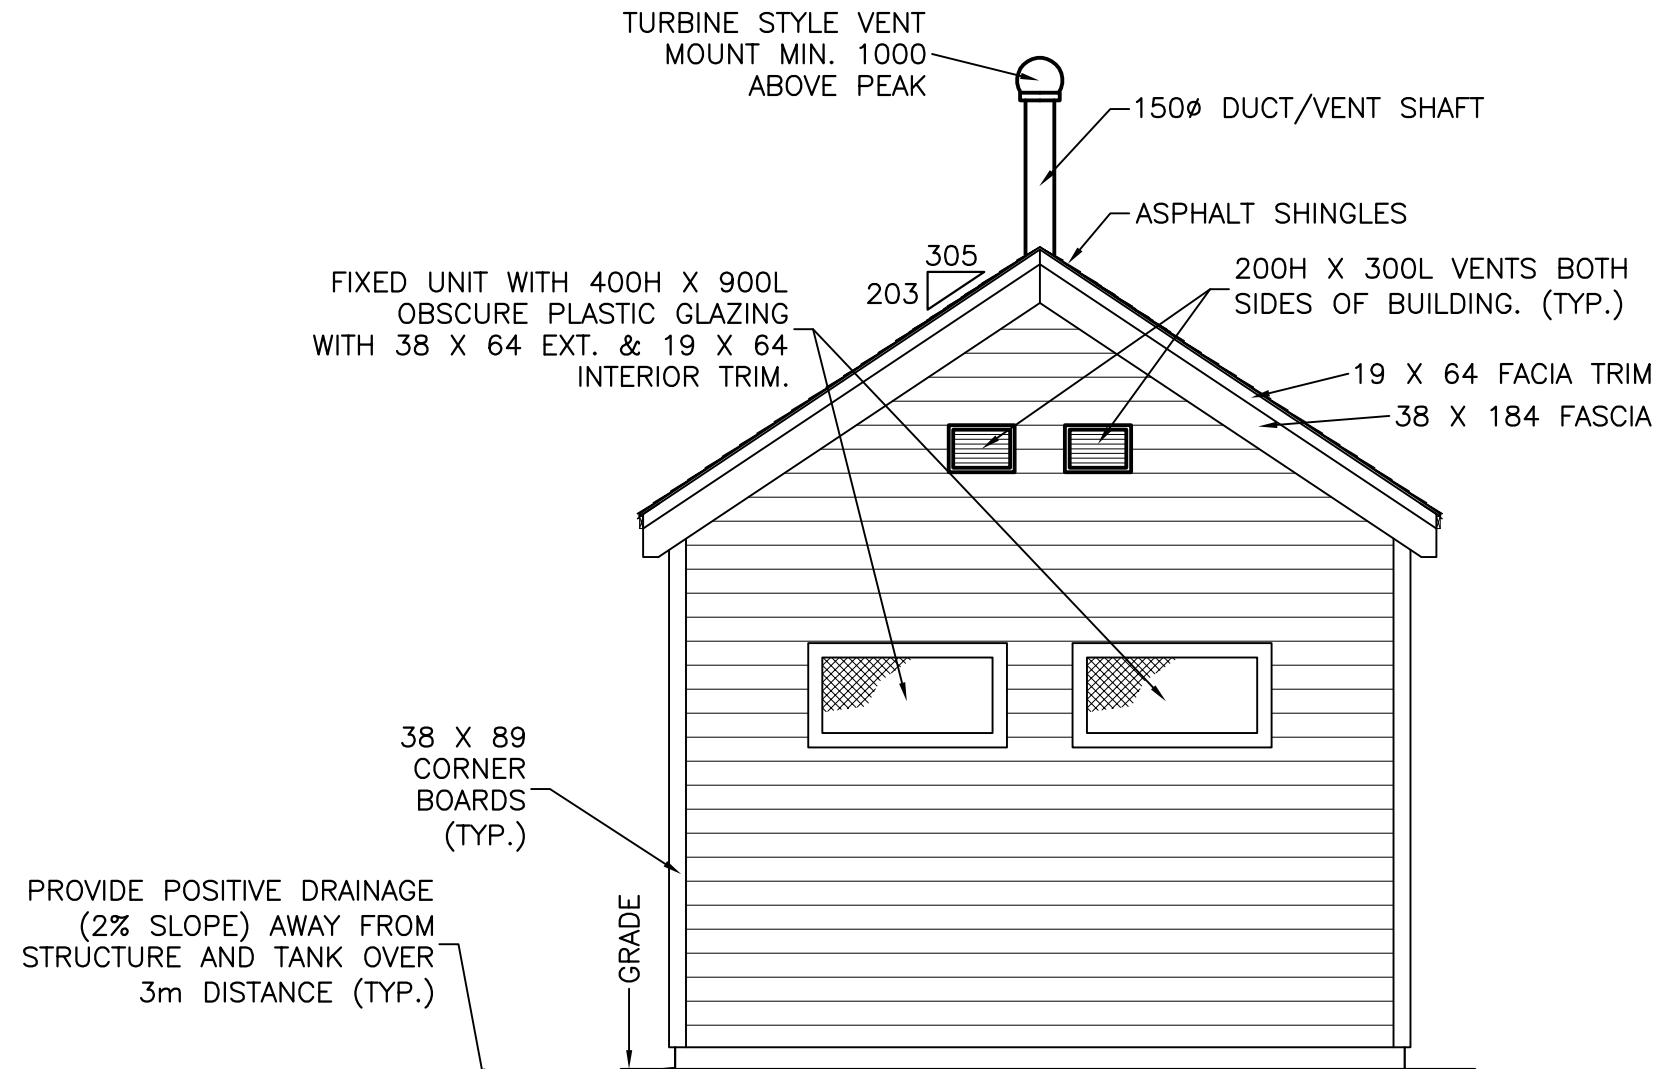 TURBINE STYLE VENT
MOUNT MIN. 1000
ABOVE PEAK
150ø DUCT/VENT SHAFT
ASPHALT SHINGLES
305
203
200H X 300L VENTS BOTH
SIDES OF BUILDING. (TYP.)
FIXED UNIT WITH 400H X 900L
OBSCURE PLASTIC GLAZING
WITH 38 X 64 EXT. & 19 X 64
INTERIOR TRIM.
19 X 64 FACIA TRIM
38 X 184 FASCIA
38 X 89
CORNER
BOARDS
(TYP.)
PROVIDE POSITIVE DRAINAGE
(2% SLOPE) AWAY FROM
STRUCTURE AND TANK OVER
3m DISTANCE (TYP.)
GRADE